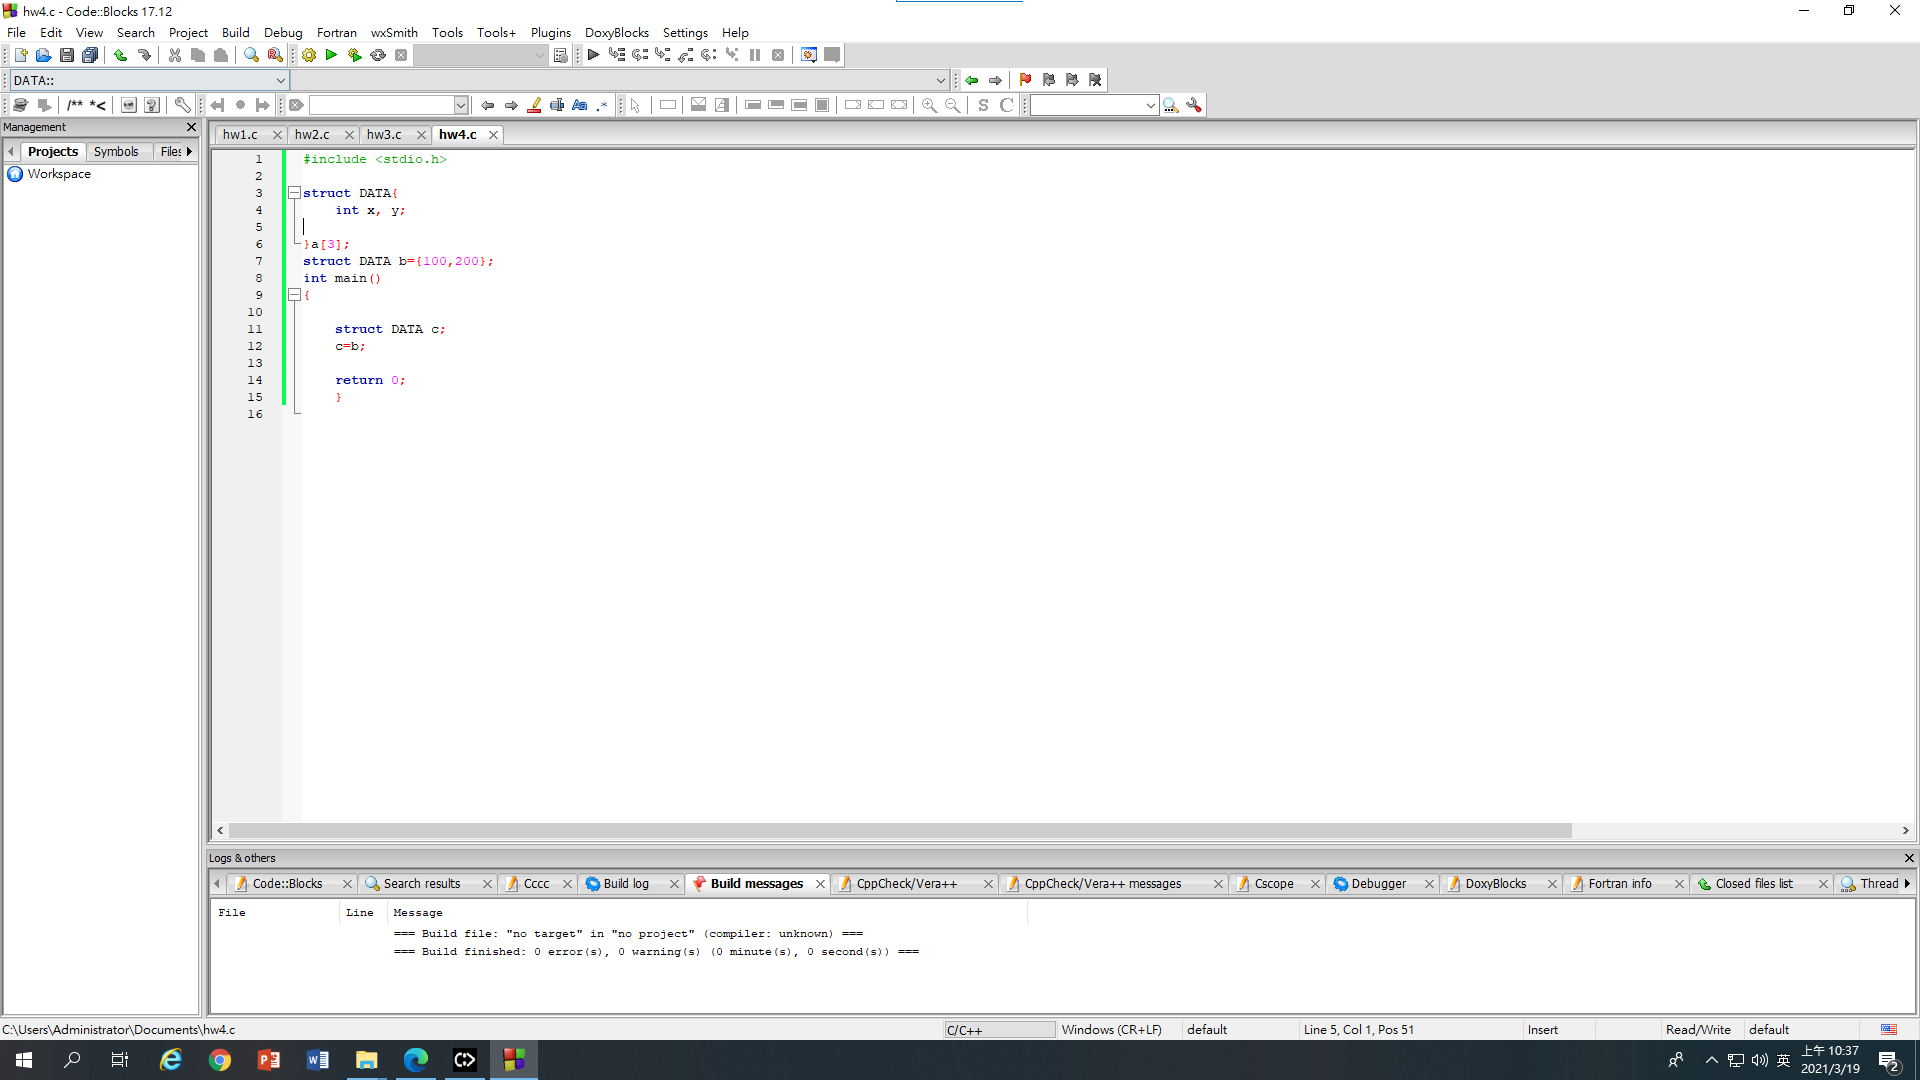 hw4.c - Code::Blocks 17.12
File Edit View Search Project Build Debug Fortran wxSmith Tools Tools+ Plugins DoxyBlocks Settings Help
DATA::
/** *<
Aa .*
S C
Management
Projects Symbols Files
Workspace
hw1.c hw2.c hw3.c hw4.c
1 #include <stdio.h>
2
3 struct DATA{
4 int x, y;
5
6 }a[3];
7 struct DATA b={100,200};
8 int main()
9 {
10
11 struct DATA c;
12 c=b;
13
14 return 0;
15 }
16
Logs & others
Code::Blocks Search results Cccc Build log Build messages CppCheck/Vera++ CppCheck/Vera++ messages Cscope Debugger DoxyBlocks Fortran info Closed files list Thread
File Line Message
=== Build file: "no target" in "no project" (compiler: unknown) ===
=== Build finished: 0 error(s), 0 warning(s) (0 minute(s), 0 second(s)) ===
C:\Users\Administrator\Documents\hw4.c C/C++ Windows (CR+LF) default Line 5, Col 1, Pos 51 Insert Read/Write default
英 上午 10:37
2021/3/19
2